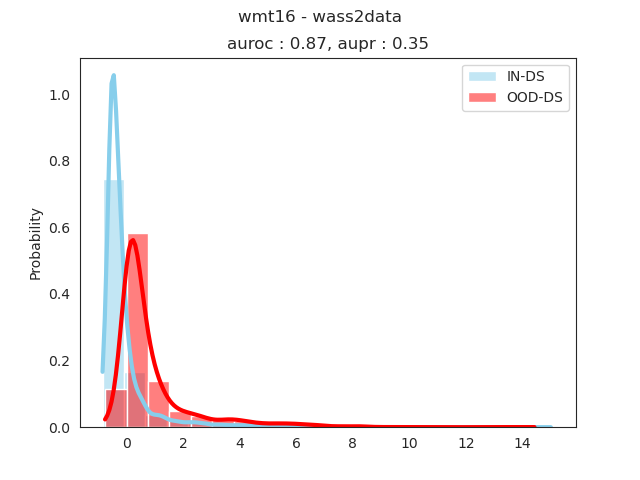 wmt16 - wass2data
auroc : 0.87, aupr : 0.35
IN-DS
OOD-DS
Probability
1.0
0.8
0.6
0.4
0.2
0.0
0 2 4 6 8 10 12 14